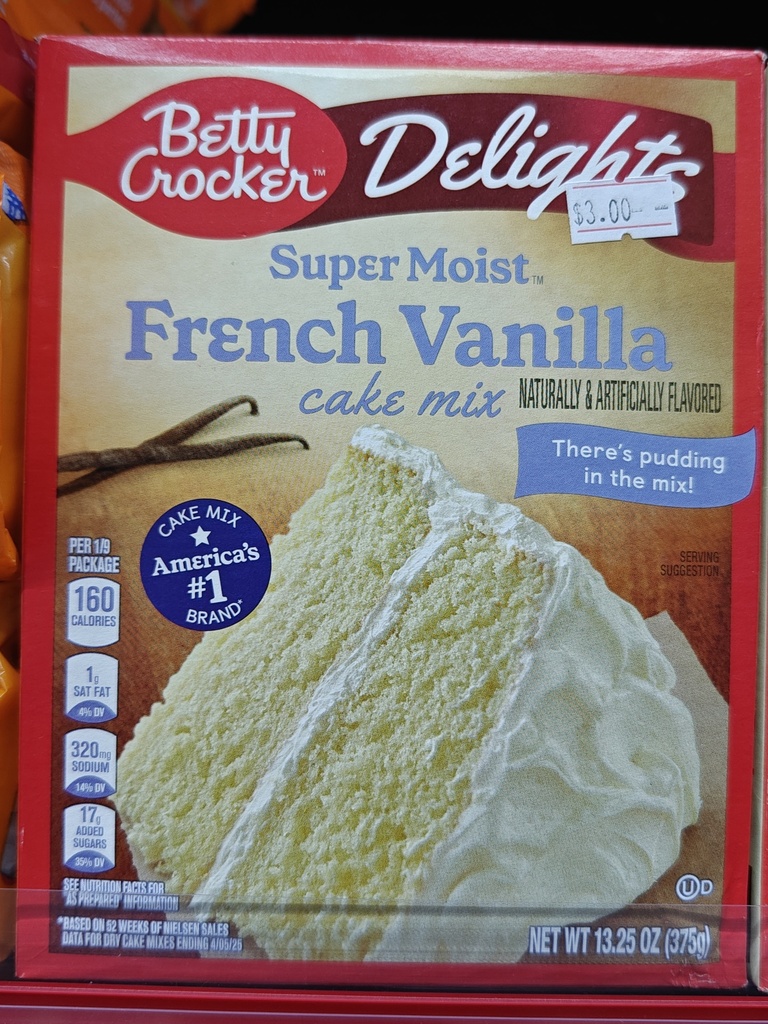 Betty
Crocker™
Delights
$3.00
Super Moist™
French Vanilla
cake mix
NATURALLY & ARTIFICIALLY FLAVORED
There's pudding
in the mix!
CAKE MIX
America's
#1
BRAND*
SERVING
SUGGESTION
PER 1/9
PACKAGE
160
CALORIES
1g
SAT FAT
4% DV
320mg
SODIUM
14% DV
17g
ADDED
SUGARS
35% DV
SEE NUTRITION FACTS FOR
"AS PREPARED" INFORMATION
*BASED ON 52 WEEKS OF NIELSEN SALES
DATA FOR DRY CAKE MIXES ENDING 4/05/25
U D
NET WT 13.25 OZ (375g)